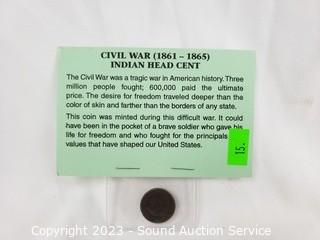 CIVIL WAR (1861 – 1865)
INDIAN HEAD CENT
The Civil War was a tragic war in American history. Three
million people fought; 600,000 paid the ultimate
price. The desire for freedom traveled deeper than the
color of skin and farther than the borders of any state.
This coin was minted during this difficult war. It could
have been in the pocket of a brave soldier who gave his
life for freedom and who fought for the principals
values that have shaped our United States.
15.
Copyright 2023 - Sound Auction Service